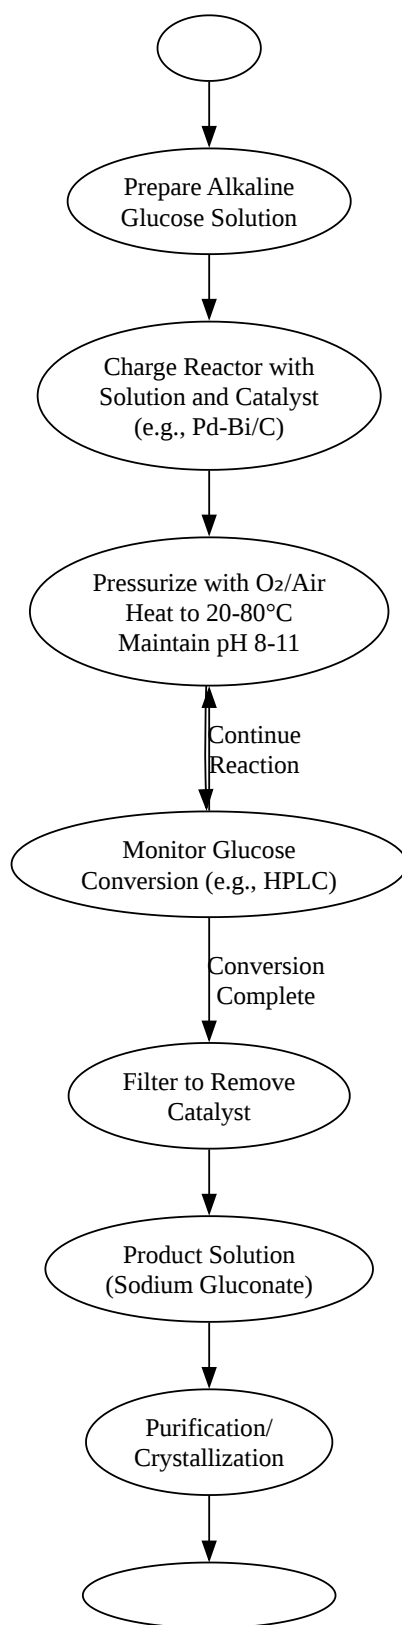 Prepare Alkaline
Glucose Solution
Charge Reactor with
Solution and Catalyst
(e.g., Pd-Bi/C)
Pressurize with O₂/Air
Heat to 20-80°C
Maintain pH 8-11
Continue
Reaction
Monitor Glucose
Conversion (e.g., HPLC)
Conversion
Complete
Filter to Remove
Catalyst
Product Solution
(Sodium Gluconate)
Purification/
Crystallization